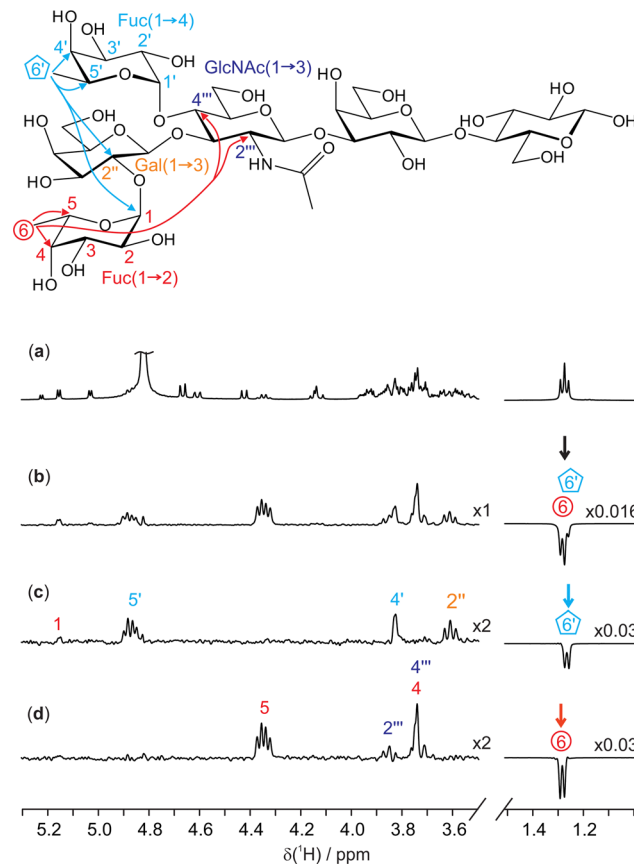 Fuc(1→4)
HO HO
4' 3' 2' OH
6' GlcNAc(1→3)
5' O 1' HO OH OH OH
O 4''' OH
OH O O O HO OH
HO O O O O HO O
Gal(1→3) 2''' NH O OH OH
HO 2'' O OH
5 O 1
6
4 3 2 OH
HO HO Fuc(1→2)
(a)
(b) 6'
6
x1 x0.016
(c) 1 5' 4' 2'' 6'
x2 x0.03
(d) 5 2''' 4''' 4 6
x2 x0.03
5.2 5.0 4.8 4.6 4.4 4.2 4.0 3.8 3.6 1.4 1.2
δ(¹H) / ppm